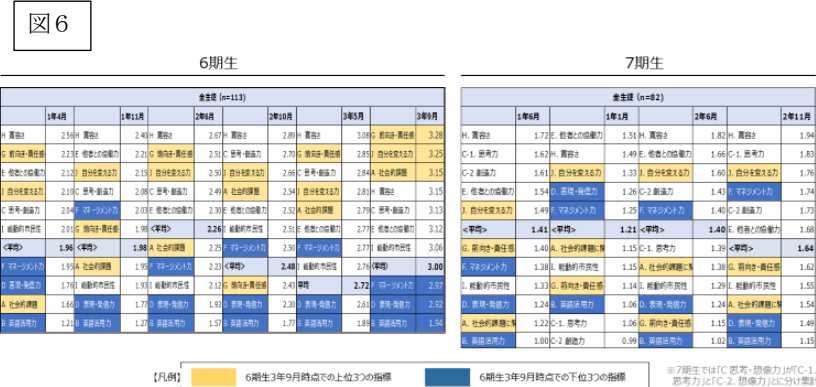 図6
6期生
7期生
全生徒 (n=113)
全生徒 (n=82)
1年4月 1年11月 2年6月 2年10月 3年5月 3年9月
1年6月 1年1月 2年6月 2年11月
H 寛容さ 2.56 H 寛容さ 2.40 H 寛容さ 2.67 H 寛容さ 2.89 H 寛容さ 3.08 G 前向き・責任感 3.28
G 前向き・責任感 2.23 E 他者との協働力 2.21 G 前向き・責任感 2.51 C 思考・創造力 2.70 G 前向き・責任感 2.85 J 自分を変える力 3.25
E 他者との協働力 2.12 J 自分を変える力 2.15 J 自分を変える力 2.50 J 自分を変える力 2.66 C 思考・創造力 2.84 A 社会的課題 3.15
J 自分を変える力 2.10 C 思考・創造力 2.08 C 思考・創造力 2.49 A 社会的課題 2.54 J 自分を変える力 2.81 H 寛容さ 3.15
C 思考・創造力 2.04 F マネージメント力 2.03 E 他者との協働力 2.30 E 他者との協働力 2.52 A 社会的課題 2.79 C 思考・創造力 3.13
I 能動的市民性 2.01 G 前向き・責任感 1.98 <平均> 2.26 I 能動的市民性 2.51 E 他者との協働力 2.77 E 他者との協働力 3.12
<平均> 1.96 <平均> 1.98 A 社会的課題 2.25 F マネジメント力 2.50 F マネジメント力 2.77 I 能動的市民性 3.06
F マネジメント力 1.95 A 社会的課題 1.95 F マネジメント力 2.23 <平均> 2.48 I 能動的市民性 2.76 <平均> 3.00
D 表現・発信力 1.76 I 能動的市民性 1.93 I 能動的市民性 2.12 G 前向き・責任感 2.43 平均 2.72 F マネジメント力 2.97
A 社会的課題 1.66 D 表現・発信力 1.77 D 表現・発信力 1.93 D 表現・発信力 2.30 D 表現・発信力 2.61 D 表現・発信力 2.92
B 英語活用力 1.21 B 英語活用力 1.27 B 英語活用力 1.57 B 英語活用力 1.77 B 英語活用力 1.89 B 英語活用力 1.94
H. 寛容さ 1.72 E. 他者との協働力 1.51 H. 寛容さ 1.82 H. 寛容さ 1.94
C-1. 思考力 1.62 H. 寛容さ 1.49 E. 他者との協働力 1.66 C-1. 思考力 1.83
C-2 創造力 1.61 J. 自分を変える力 1.33 J. 自分を変える力 1.60 J. 自分を変える力 1.76
E. 他者との協働力 1.54 D. 表現・発信力 1.26 C-2 創造力 1.43 F. マネジメント力 1.74
J. 自分を変える力 1.49 F. マネジメント力 1.25 F. マネジメント力 1.40 C-2 創造力 1.73
<平均> 1.41 <平均> 1.21 <平均> 1.40 E. 他者との協働力 1.68
G. 前向き・責任感 1.40 A. 社会的課題に 1.15 C-1. 思考力 1.39 <平均> 1.64
F. マネジメント力 1.38 I. 能動的市民性 1.15 A. 社会的課題に 1.38 G. 前向き・責任感 1.62
I. 能動的市民性 1.33 G. 前向き・責任感 1.14 I. 能動的市民性 1.29 I. 能動的市民性 1.55
D. 表現・発信力 1.24 B. 英語活用力 1.06 D. 表現・発信力 1.24 A. 社会的課題に 1.54
A. 社会的課題に 1.22 C-1. 思考力 1.06 G. 前向き・責任感 1.15 D. 表現・発信力 1.49
B. 英語活用力 1.00 C-2 創造力 0.99 B. 英語活用力 1.02 B. 英語活用力 1.15
【凡例】 6期生3年9月時点での上位3つの指標 6期生3年9月時点での下位3つの指標
※7期生では「C 思考・想像力」が「C-1.
思考力」と「C-2. 想像力」とに分け集計